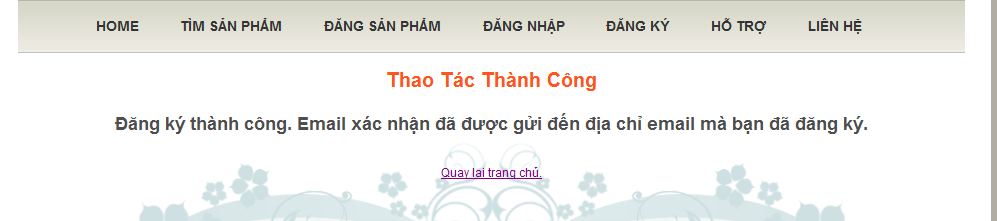 HOME TÌM SẢN PHẨM ĐĂNG SẢN PHẨM ĐĂNG NHẬP ĐĂNG KÝ HỖ TRỢ LIÊN HỆ
Thao Tác Thành Công
Đăng ký thành công. Email xác nhận đã được gửi đến địa chỉ email mà bạn đã đăng ký.
Quay lại trang chủ.